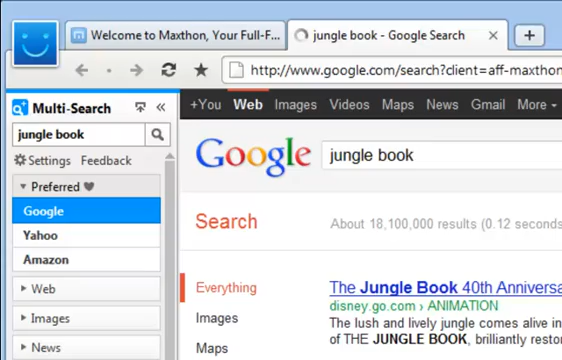 Welcome to Maxthon, Your Full-F...
jungle book - Google Search
http://www.google.com/search?client=aff-maxthon
Multi-Search
jungle book
Settings Feedback
Preferred
Google
Yahoo
Amazon
Web
Images
News
+You Web Images Videos Maps News Gmail More
Google
jungle book
Search
About 18,100,000 results (0.12 seconds
Everything
Images
Maps
The Jungle Book 40th Anniversa
disney.go.com › ANIMATION
The lush and lively jungle comes alive in
of THE JUNGLE BOOK, brilliantly resto